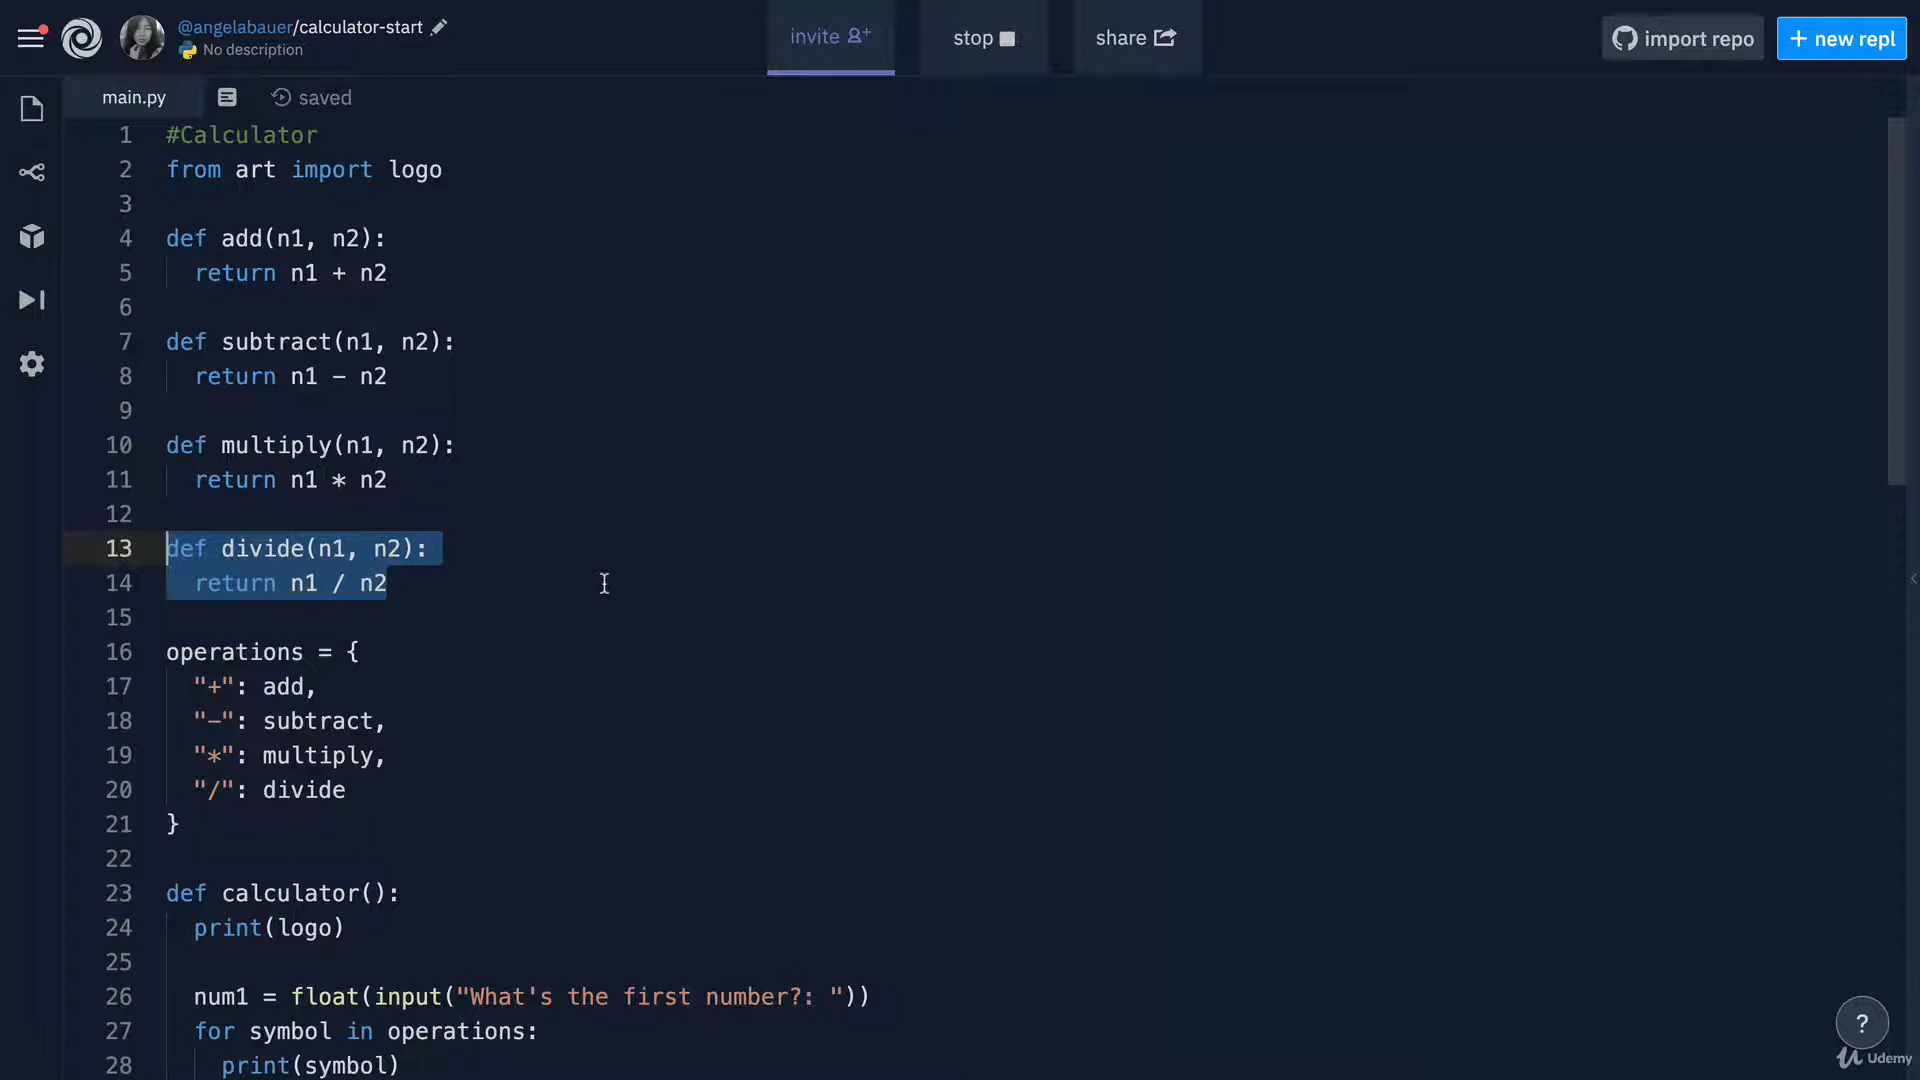 @angelabauer/calculator-start
No description
invite
stop
share
import repo
+ new repl
main.py
saved
1 #Calculator
2 from art import logo
3
4 def add(n1, n2):
5 return n1 + n2
6
7 def subtract(n1, n2):
8 return n1 - n2
9
10 def multiply(n1, n2):
11 return n1 * n2
12
13 def divide(n1, n2):
14 return n1 / n2
15
16 operations = {
17 "+": add,
18 "-": subtract,
19 "*": multiply,
20 "/": divide
21 }
22
23 def calculator():
24 print(logo)
25
26 num1 = float(input("What's the first number?: "))
27 for symbol in operations:
28 print(symbol)
?
Udemy